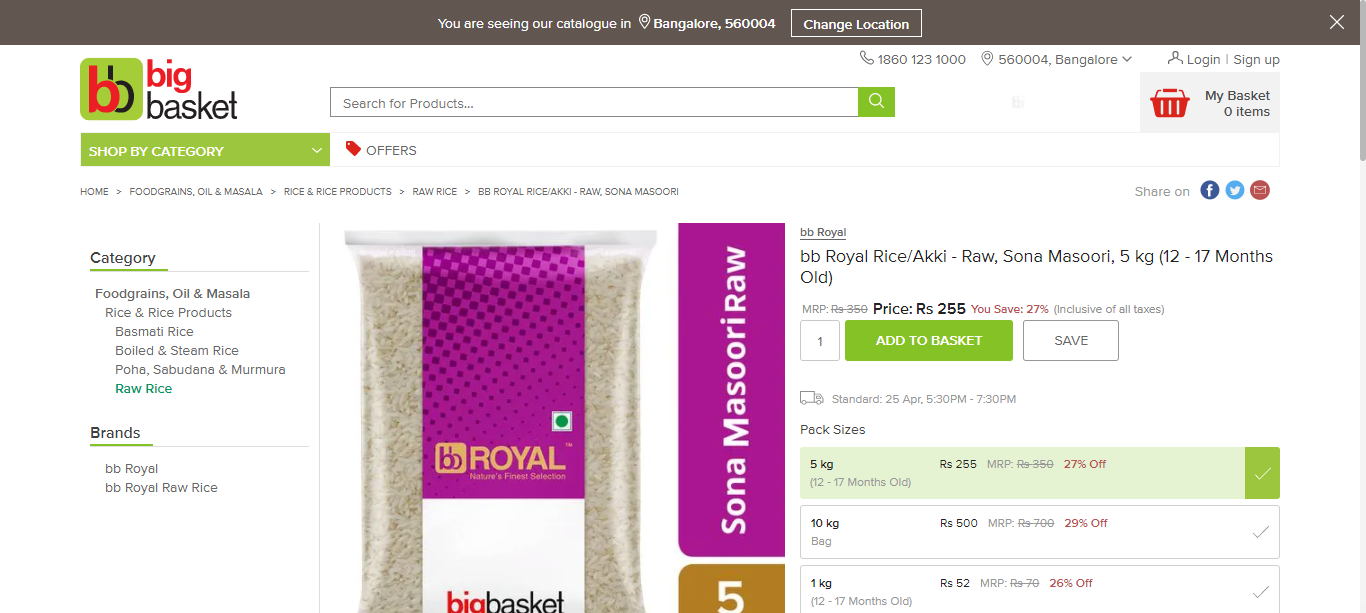 You are seeing our catalogue in Bangalore, 560004 Change Location
1860 123 1000 560004, Bangalore Login | Sign up
big
basket
bb
Search for Products...
My Basket
0 items
SHOP BY CATEGORY OFFERS
HOME > FOODGRAINS, OIL & MASALA > RICE & RICE PRODUCTS > RAW RICE > BB ROYAL RICE/AKKI - RAW, SONA MASOORI
Share on
Category
Foodgrains, Oil & Masala
Rice & Rice Products
Basmati Rice
Boiled & Steam Rice
Poha, Sabudana & Murmura
Raw Rice
Brands
bb Royal
bb Royal Raw Rice
bb ROYAL™
Nature's Finest Selection
bigbasket
Sona Masoori Raw
5
bb Royal
bb Royal Rice/Akki - Raw, Sona Masoori, 5 kg (12 - 17 Months
Old)
MRP: Rs 350 Price: Rs 255 You Save: 27% (Inclusive of all taxes)
1 ADD TO BASKET SAVE
Standard: 25 Apr, 5:30PM - 7:30PM
Pack Sizes
5 kg Rs 255 MRP: Rs 350 27% Off
(12 - 17 Months Old)
10 kg Rs 500 MRP: Rs 700 29% Off
Bag
1 kg Rs 52 MRP: Rs 70 26% Off
(12 - 17 Months Old)